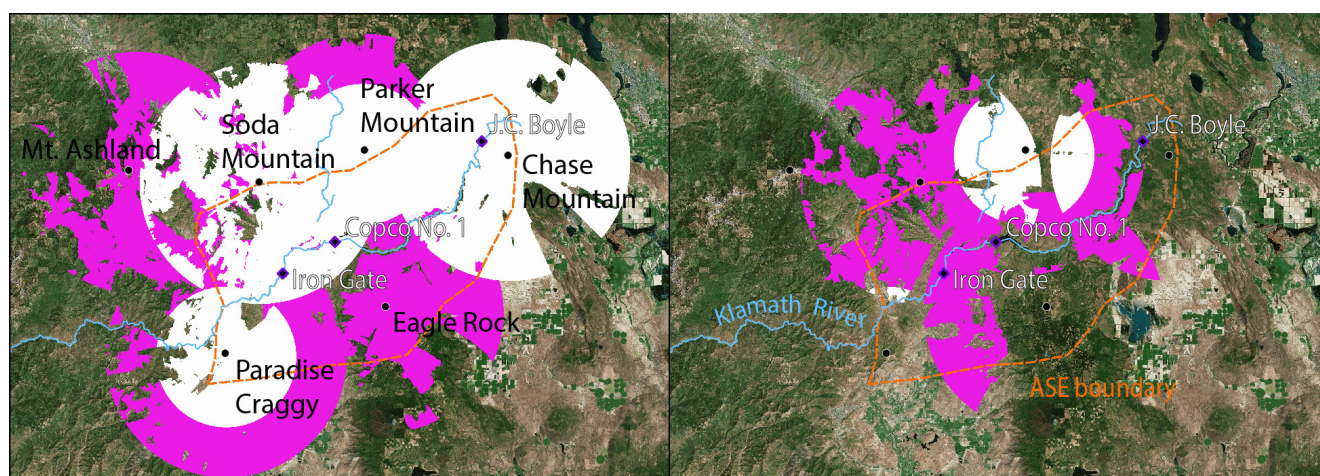 Parker
Mountain
Soda
Mountain
Mt. Ashland
J.C. Boyle
Chase
Mountain
Copco No. 1
Iron Gate
Eagle Rock
Paradise
Craggy
J.C. Boyle
Copco No. 1
Iron Gate
Klamath River
ASE boundary